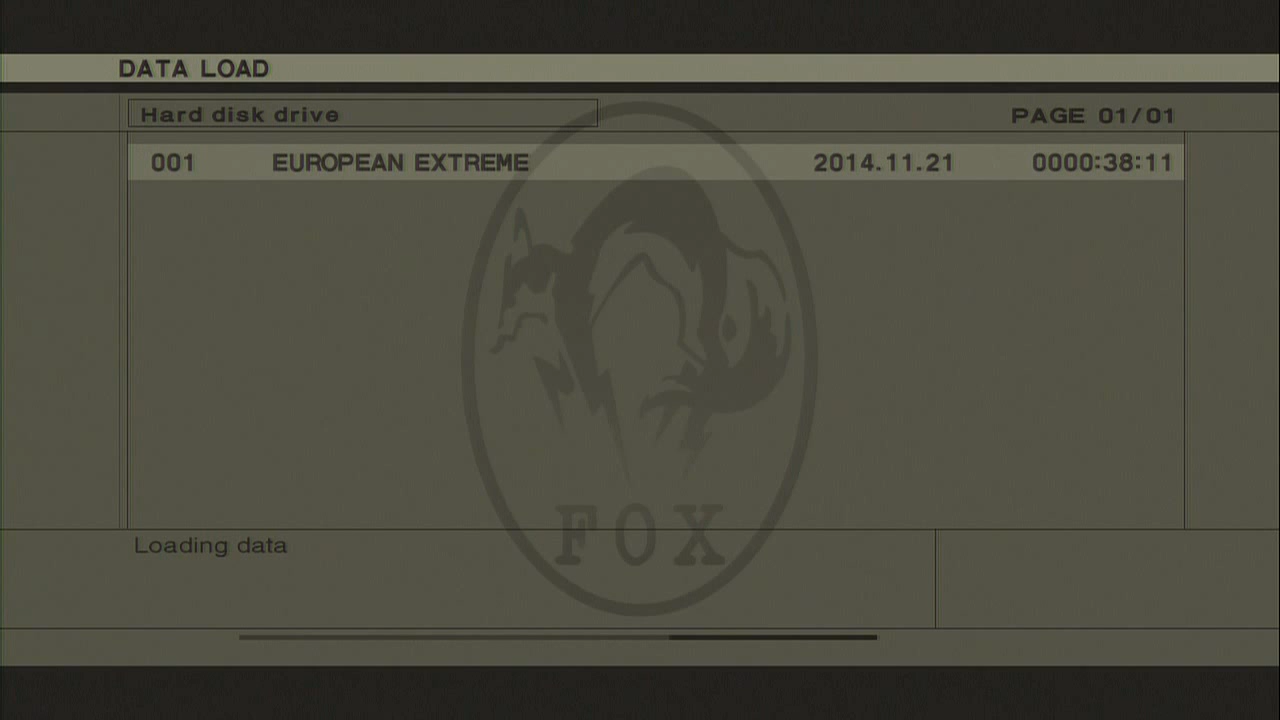 DATA LOAD
Hard disk drive PAGE 01/01
001 EUROPEAN EXTREME 2014.11.21 0000:38:11
FOX
Loading data